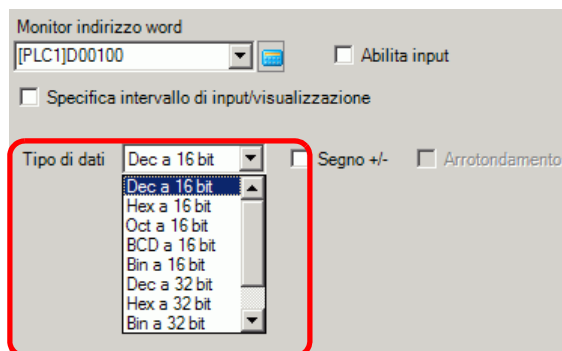 Monitor indirizzo word
[PLC1]D00100
Abilita input
Specifica intervallo di input/visualizzazione
Tipo di dati Dec a 16 bit Segno +/- Arrotondamento
Dec a 16 bit
Hex a 16 bit
Oct a 16 bit
BCD a 16 bit
Bin a 16 bit
Dec a 32 bit
Hex a 32 bit
Bin a 32 bit